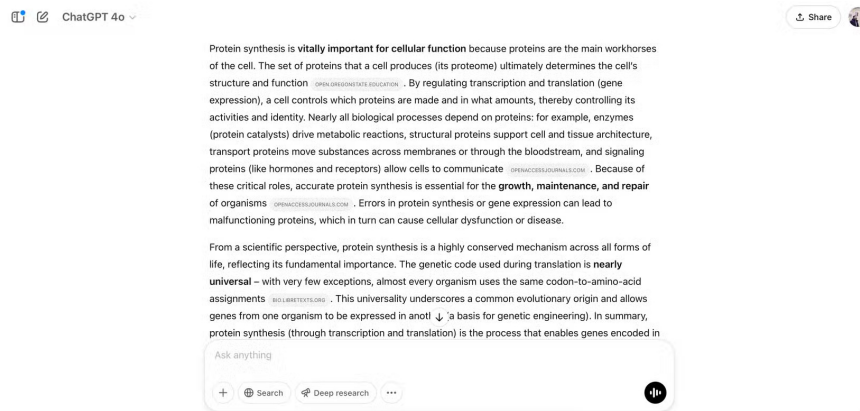 ChatGPT 4o
Share
Protein synthesis is vitally important for cellular function because proteins are the main workhorses
of the cell. The set of proteins that a cell produces (its proteome) ultimately determines the cell's
structure and function OPEN.OREGONSTATE.EDUCATION . By regulating transcription and translation (gene
expression), a cell controls which proteins are made and in what amounts, thereby controlling its
activities and identity. Nearly all biological processes depend on proteins: for example, enzymes
(protein catalysts) drive metabolic reactions, structural proteins support cell and tissue architecture,
transport proteins move substances across membranes or through the bloodstream, and signaling
proteins (like hormones and receptors) allow cells to communicate OPENACCESSJOURNALS.COM . Because of
these critical roles, accurate protein synthesis is essential for the growth, maintenance, and repair
of organisms OPENACCESSJOURNALS.COM . Errors in protein synthesis or gene expression can lead to
malfunctioning proteins, which in turn can cause cellular dysfunction or disease.
From a scientific perspective, protein synthesis is a highly conserved mechanism across all forms of
life, reflecting its fundamental importance. The genetic code used during translation is nearly
universal – with very few exceptions, almost every organism uses the same codon-to-amino-acid
assignments BIO.LIBRETEXTS.ORG . This universality underscores a common evolutionary origin and allows
genes from one organism to be expressed in (a basis for genetic engineering). In summary,
protein synthesis (through transcription and translation) is the process that enables genes encoded in
Ask anything
Search
Deep research